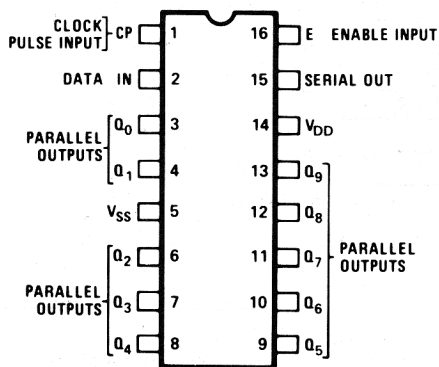 CLOCK
PULSE INPUT
CP
1
16
E ENABLE INPUT
DATA IN
2
15
SERIAL OUT
PARALLEL
OUTPUTS
Q0
3
14
VDD
Q1
4
13
Q9
VSS
5
12
Q8
PARALLEL
OUTPUTS
Q2
6
11
Q7
PARALLEL
OUTPUTS
Q3
7
10
Q6
Q4
8
9
Q5